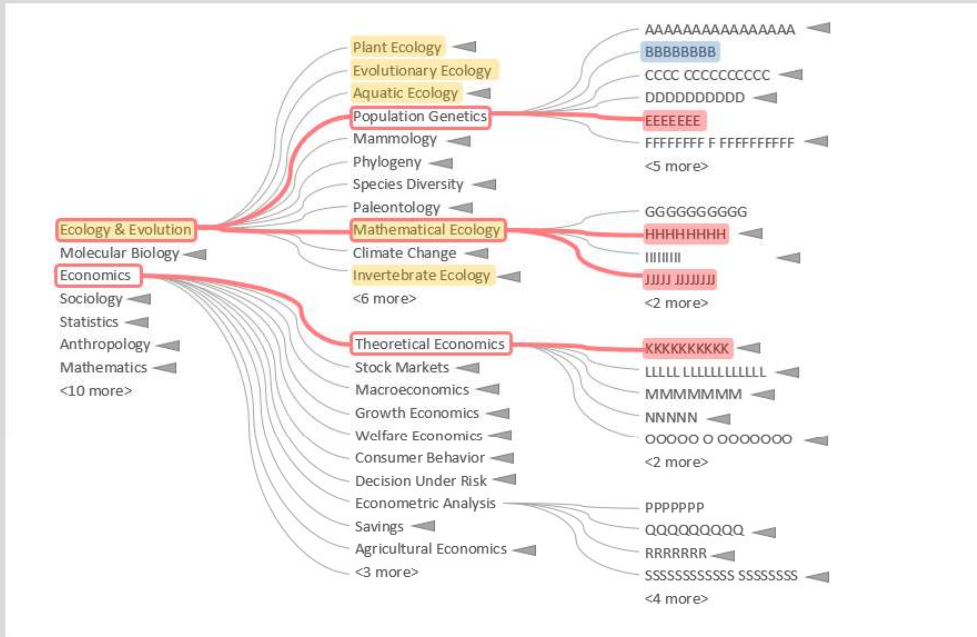 Ecology & Evolution
Molecular Biology
Economics
Sociology
Statistics
Anthropology
Mathematics
<10 more>
Plant Ecology
Evolutionary Ecology
Aquatic Ecology
Population Genetics
Mammology
Phylogeny
Species Diversity
Paleontology
Mathematical Ecology
Climate Change
Invertebrate Ecology
<6 more>
Theoretical Economics
Stock Markets
Macroeconomics
Growth Economics
Welfare Economics
Consumer Behavior
Decision Under Risk
Econometric Analysis
Savings
Agricultural Economics
<3 more>
AAAAAAAAAAAAAAAA
BBBBBBBB
CCCC CCCCCCCCCC
DDDDDDDDDD
EEEEEEE
FFFFFFFF F FFFFFFFFFF
<5 more>
GGGGGGGGGG
HHHHHHHH
IIIIIIIII
JJJJJ JJJJJJJJ
<2 more>
KKKKKKKKKK
LLLLL LLLLLLLLLLLL
MMMMMMM
NNNNN
OOOOO O OOOOOOO
<2 more>
PPPPPPP
QQQQQQQQQ
RRRRRRR
SSSSSSSSSSSS SSSSSSSS
<4 more>